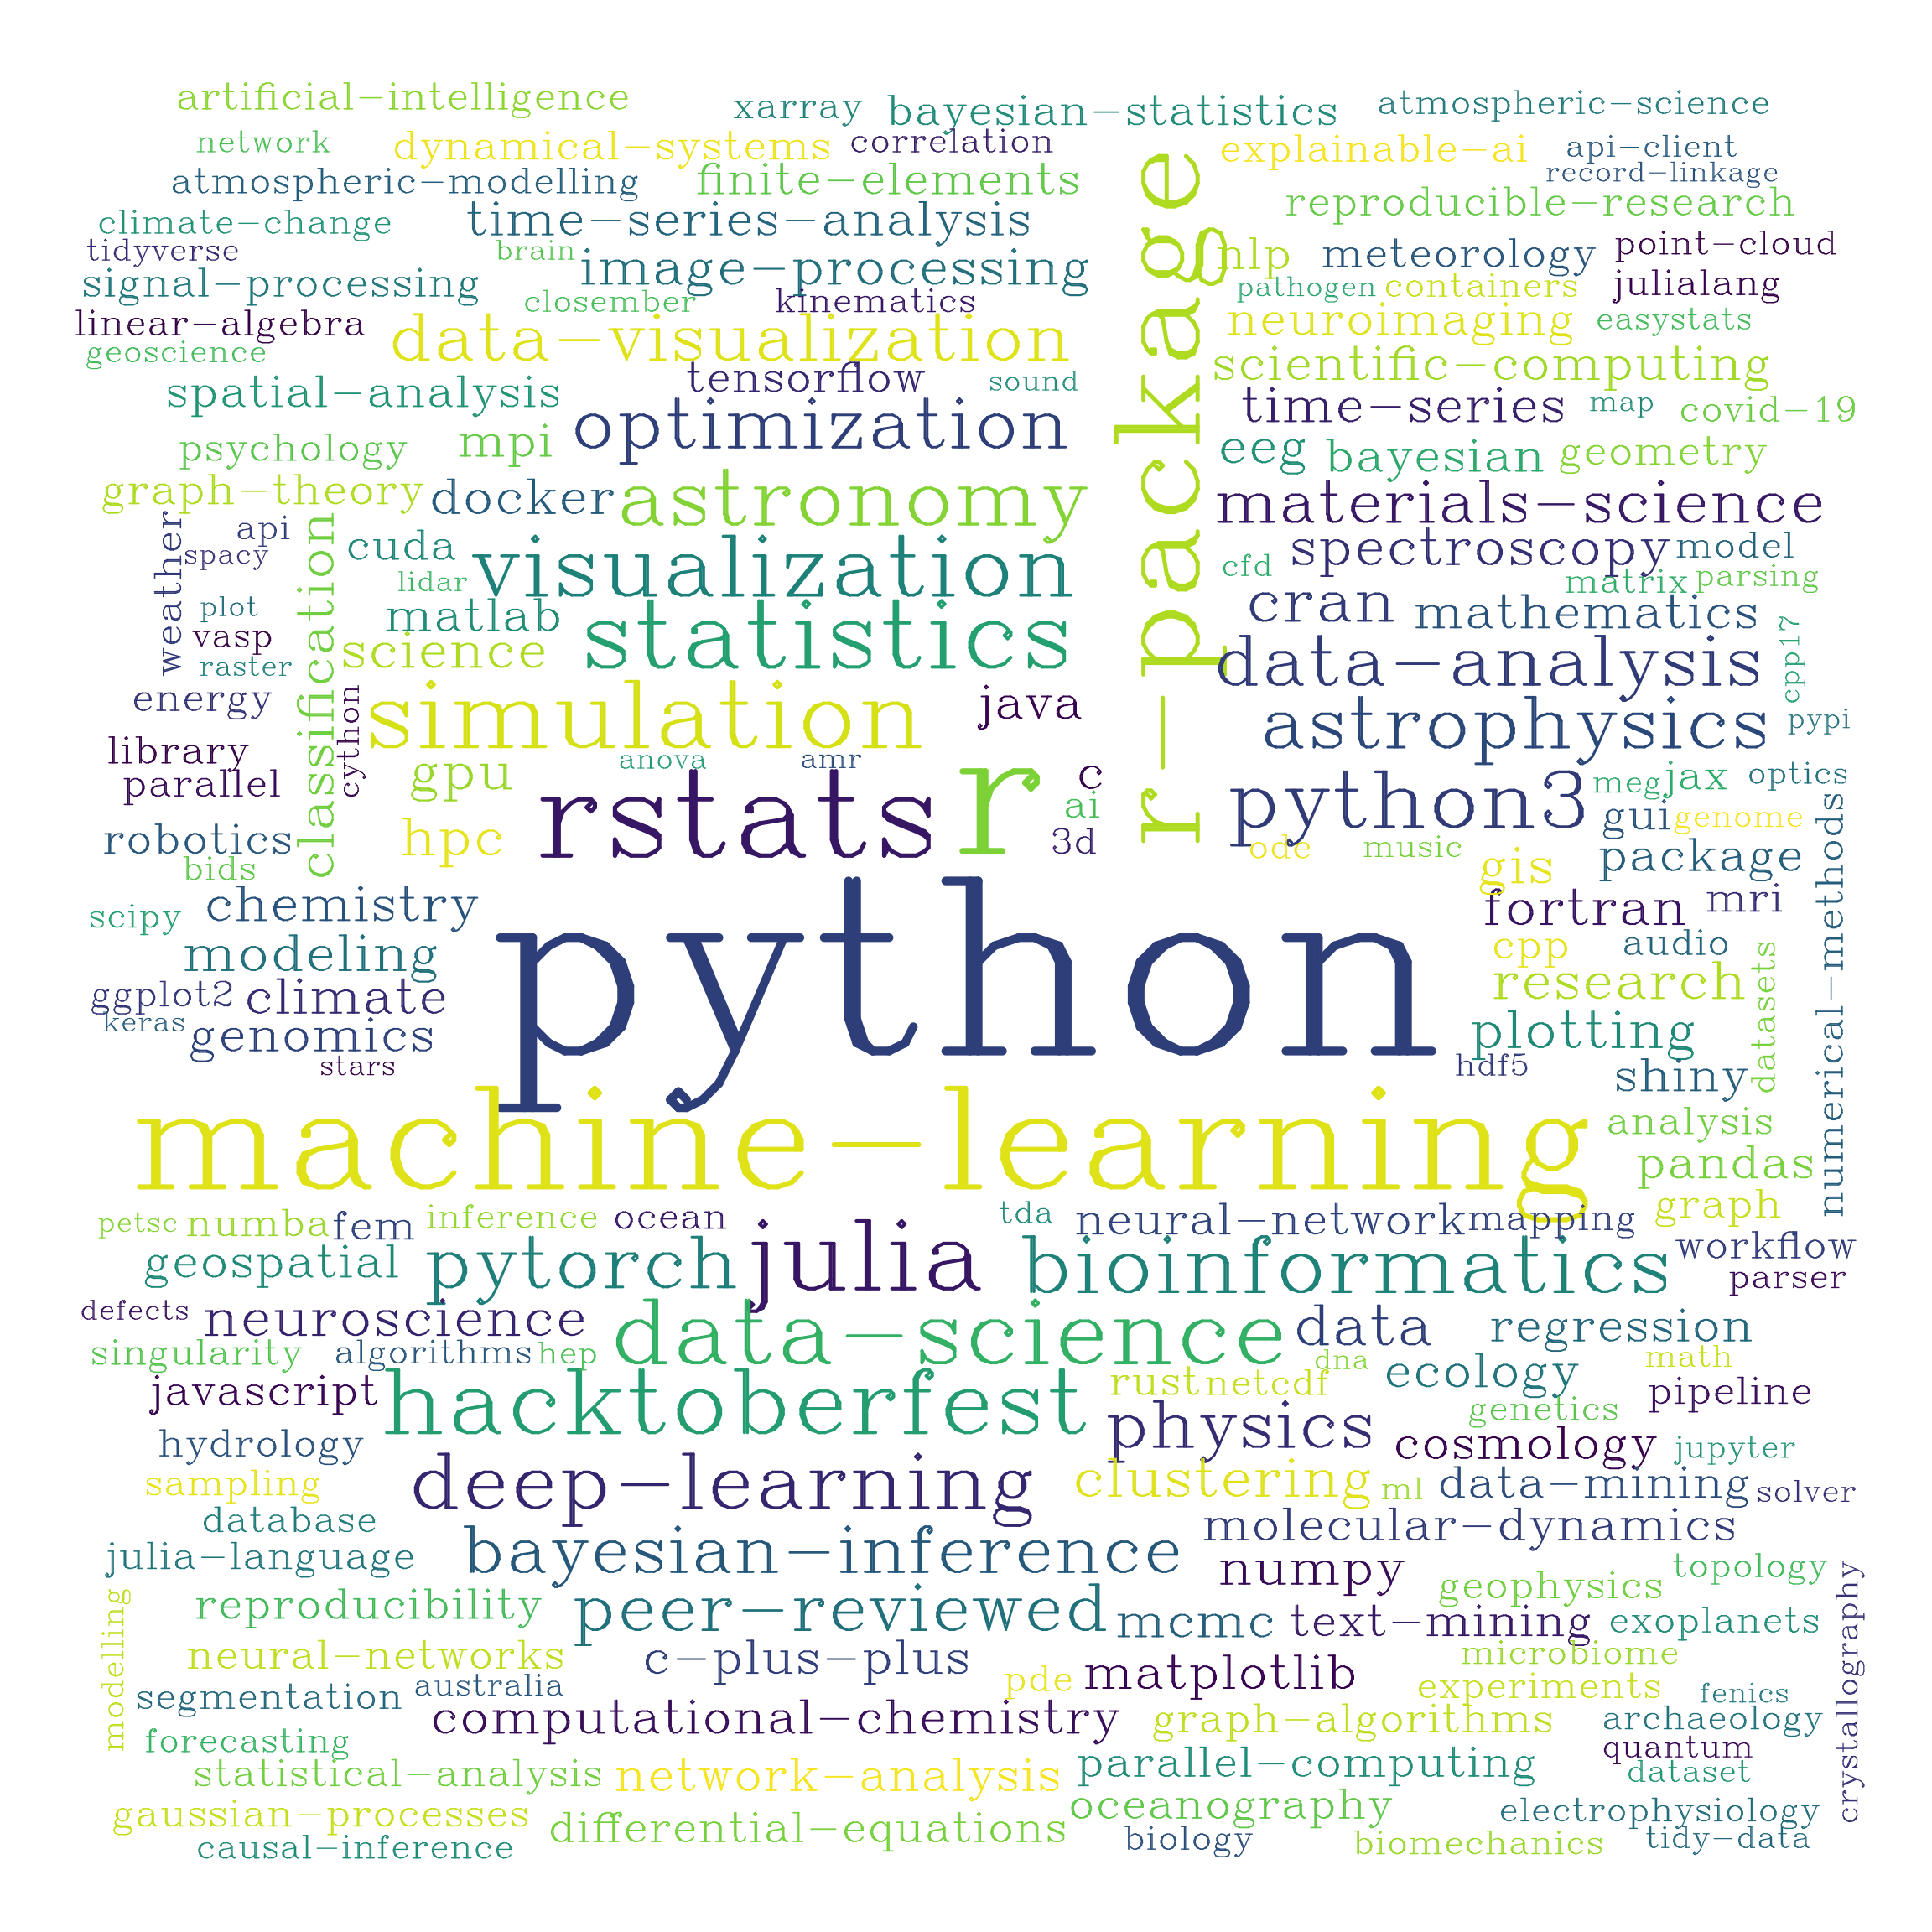 artificial-intelligence
xarray
bayesian-statistics
atmospheric-science
network
dynamical-systems
correlation
explainable-ai
api-client
record-linkage
atmospheric-modelling
finite-elements
reproducible-research
climate-change
time-series-analysis
r-package
tidyverse
brain
image-processing
nlp
meteorology
point-cloud
signal-processing
closember
kinematics
pathogen
containers
julialang
linear-algebra
data-visualization
neuroimaging
easystats
geoscience
tensorflow
sound
scientific-computing
spatial-analysis
optimization
time-series
map
covid-19
psychology
mpi
eeg
bayesian
geometry
graph-theory
docker
astronomy
materials-science
weather
api
classification
cuda
visualization
spectroscopy
model
spacy
lidar
cfd
matrix
parsing
plot
matlab
statistics
cran
mathematics
cpp17
vasp
raster
science
data-analysis
energy
cython
simulation
java
astrophysics
pypi
library
parallel
gpu
anova
amr
rstats
r
c
ai
3d
python3
meg
jax
optics
gui
genome
robotics
hpc
ode
music
package
bids
gis
numerical-methods
scipy
chemistry
python
fortran
mri
modeling
cpp
audio
datasets
ggplot2
climate
research
keras
genomics
plotting
stars
hdf5
shiny
machine-learning
analysis
pandas
petsc
numba
fem
inference
ocean
tda
neural-network
mapping
graph
geospatial
pytorch
julia
bioinformatics
workflow
parser
defects
neuroscience
data-science
data
regression
singularity
algorithms
hep
dna
math
javascript
hacktoberfest
rust
netcdf
ecology
pipeline
genetics
hydrology
physics
cosmology
jupyter
sampling
deep-learning
clustering
ml
data-mining
solver
database
molecular-dynamics
julia-language
bayesian-inference
numpy
topology
crystallography
modelling
reproducibility
peer-reviewed
mcmc
text-mining
geophysics
exoplanets
neural-networks
c-plus-plus
microbiome
segmentation
australia
pde
matplotlib
experiments
fenics
computational-chemistry
graph-algorithms
archaeology
forecasting
quantum
statistical-analysis
network-analysis
parallel-computing
dataset
gaussian-processes
differential-equations
oceanography
electrophysiology
causal-inference
biology
biomechanics
tidy-data